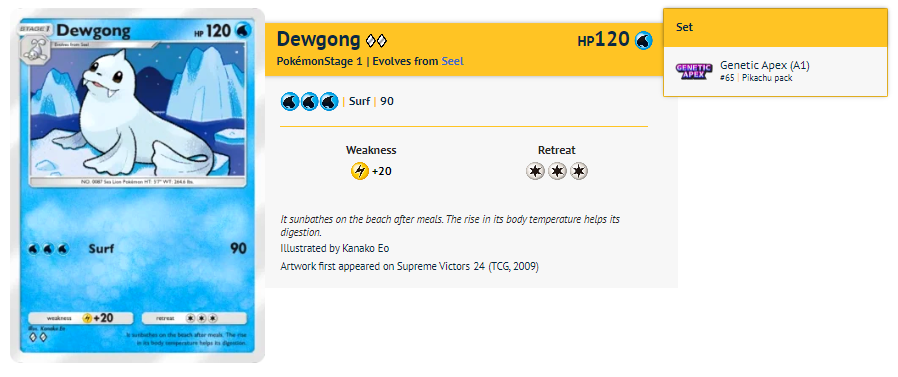 STAGE 1
Dewgong
HP 120
Evolves from Seel
NO. 0087 Sea Lion Pokémon HT: 5'7" WT: 264.6 lbs.
Surf 90
weakness +20
retreat
Illus. Kanako Eo
It sunbathes on the beach after meals. The rise
in its body temperature helps its digestion.
Dewgong
HP120
PokémonStage 1 | Evolves from Seel
| Surf | 90
Weakness
+20
Retreat
It sunbathes on the beach after meals. The rise in its body temperature helps its
digestion.
Illustrated by Kanako Eo
Artwork first appeared on Supreme Victors 24 (TCG, 2009)
Set
GENETIC
APEX
Genetic Apex (A1)
#65 | Pikachu pack